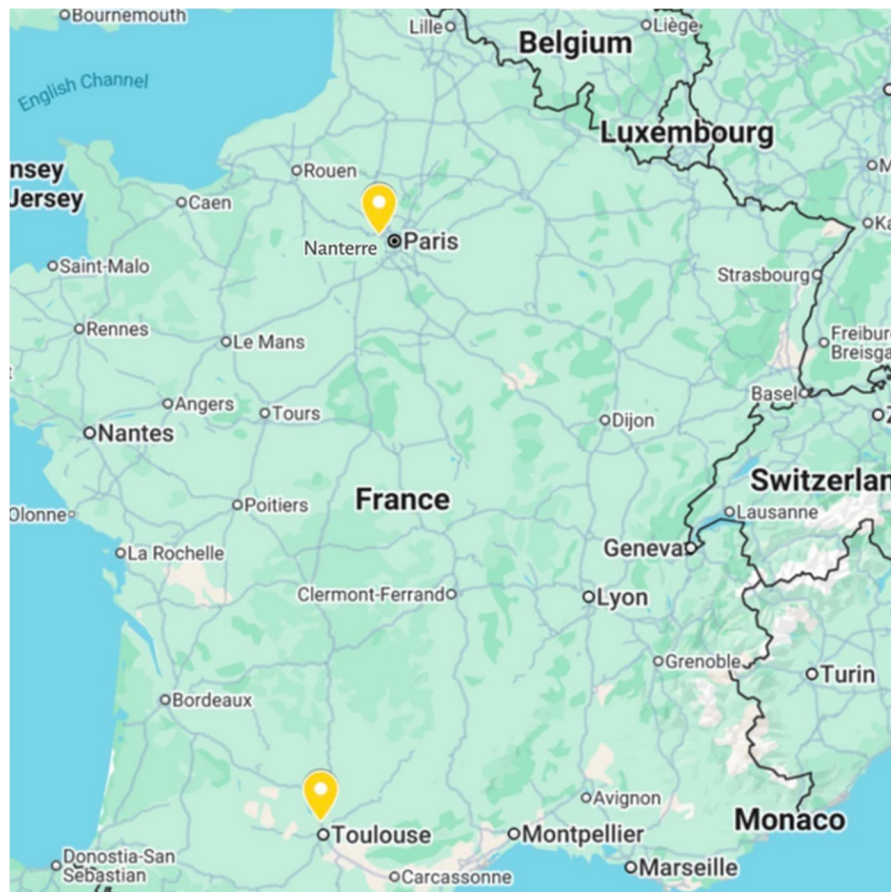 Bournemouth
Lille
Liège
Belgium
English Channel
Luxembourg
nsey
Jersey
Rouen
Caen
Nanterre
Paris
Saint-Malo
Strasbourg
Rennes
Le Mans
Freiburg
Breisga
Basel
Angers
Tours
Nantes
Dijon
Switzerlan
Poitiers
France
Olonne
Lausanne
La Rochelle
Geneva
Clermont-Ferrand
Lyon
Grenoble
Turin
Bordeaux
Avignon
Monaco
Toulouse
Montpellier
Donostia-San
Sebastian
Carcassonne
Marseille